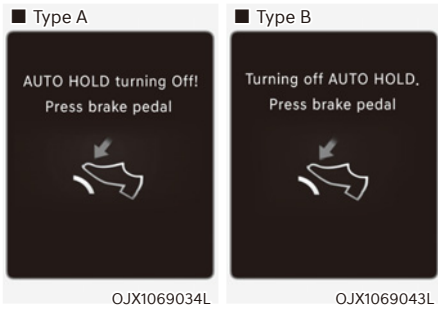 ■ Type A
AUTO HOLD turning Off!
Press brake pedal
OJX1069034L
■ Type B
Turning off AUTO HOLD.
Press brake pedal
OJX1069043L